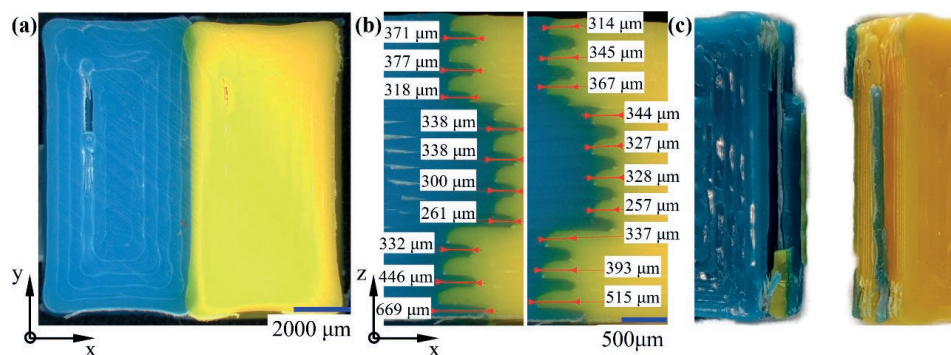 (a)
y
x
2000 µm
(b)
371 µm
377 µm
318 µm
338 µm
338 µm
300 µm
261 µm
332 µm
446 µm
669 µm
z
x
314 µm
345 µm
367 µm
344 µm
327 µm
328 µm
257 µm
337 µm
393 µm
515 µm
500µm
(c)